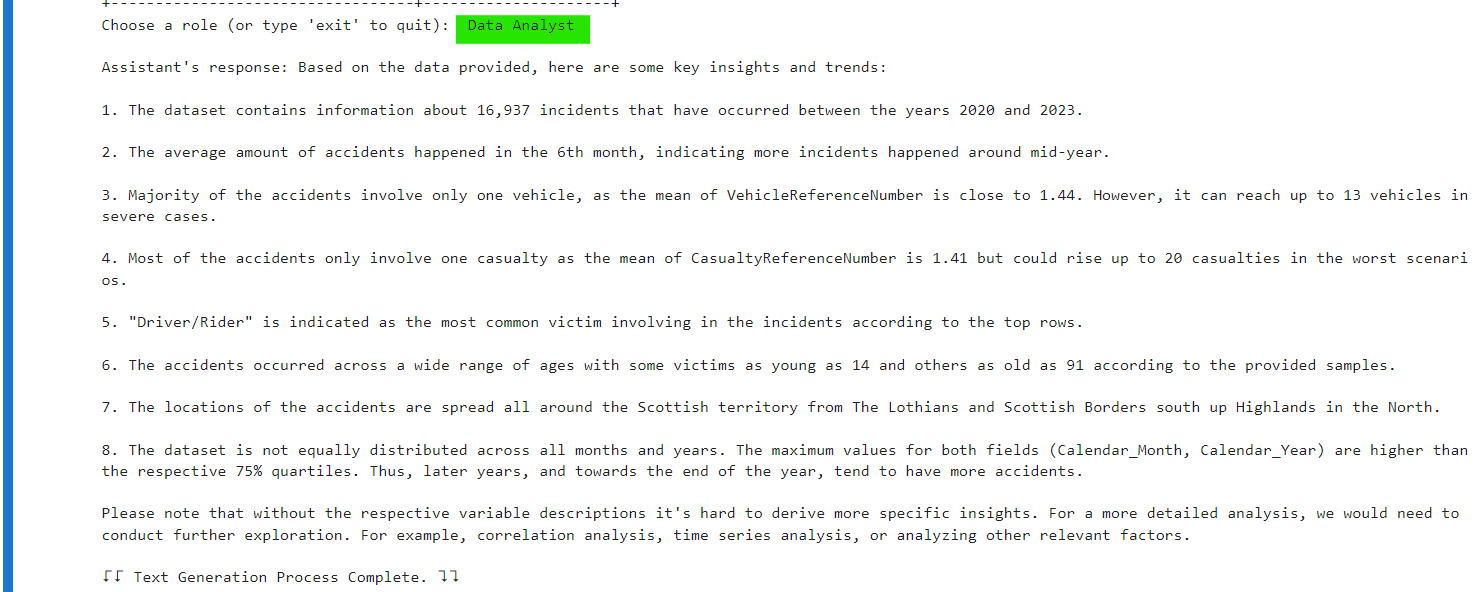 +----------------------------------+---------------------+
Choose a role (or type 'exit' to quit): Data Analyst
Assistant's response: Based on the data provided, here are some key insights and trends:
1. The dataset contains information about 16,937 incidents that have occurred between the years 2020 and 2023.
2. The average amount of accidents happened in the 6th month, indicating more incidents happened around mid-year.
3. Majority of the accidents involve only one vehicle, as the mean of VehicleReferenceNumber is close to 1.44. However, it can reach up to 13 vehicles in
severe cases.
4. Most of the accidents only involve one casualty as the mean of CasualtyReferenceNumber is 1.41 but could rise up to 20 casualties in the worst scenari
os.
5. "Driver/Rider" is indicated as the most common victim involving in the incidents according to the top rows.
6. The accidents occurred across a wide range of ages with some victims as young as 14 and others as old as 91 according to the provided samples.
7. The locations of the accidents are spread all around the Scottish territory from The Lothians and Scottish Borders south up Highlands in the North.
8. The dataset is not equally distributed across all months and years. The maximum values for both fields (Calendar_Month, Calendar_Year) are higher than
the respective 75% quartiles. Thus, later years, and towards the end of the year, tend to have more accidents.
Please note that without the respective variable descriptions it's hard to derive more specific insights. For a more detailed analysis, we would need to
conduct further exploration. For example, correlation analysis, time series analysis, or analyzing other relevant factors.
⁅⁅ Text Generation Process Complete. ⁆⁆